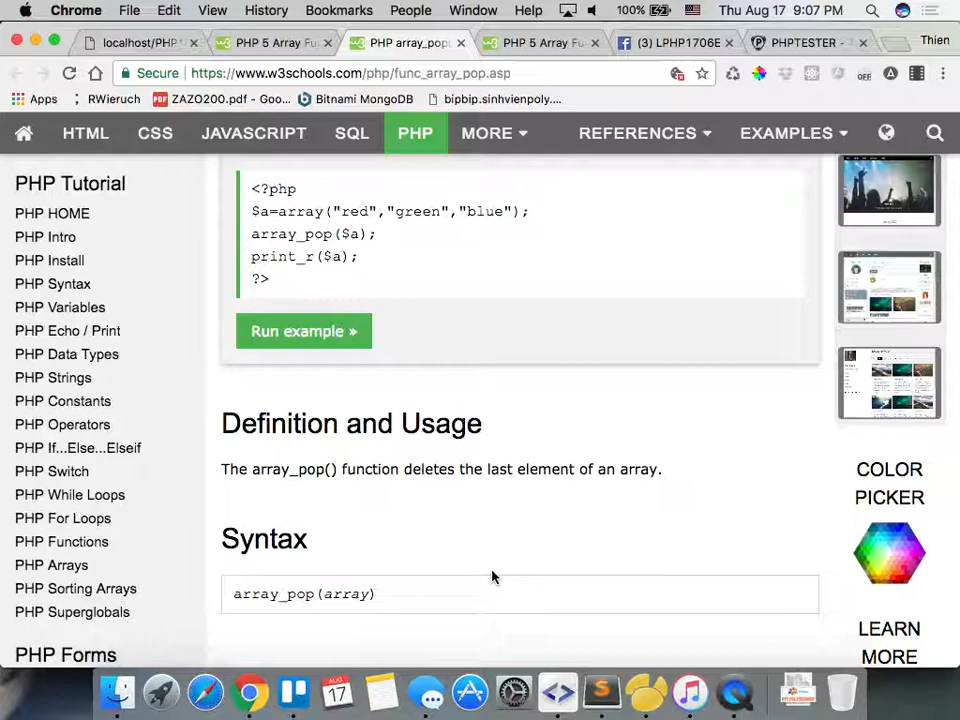 Chrome File Edit View History Bookmarks People Window Help 100% Thu Aug 17 9:07 PM
localhost/PHP
PHP 5 Array Fu
PHP array_pop
PHP 5 Array Fu
(3) LPHP1706E
PHPTESTER - T
Thien
Secure https://www.w3schools.com/php/func_array_pop.asp
OFF
Apps RWieruch ZAZO200.pdf - Goo... Bitnami MongoDB bipbip.sinhvienpoly....
HTML CSS JAVASCRIPT SQL PHP MORE REFERENCES EXAMPLES
PHP Tutorial
PHP HOME
PHP Intro
PHP Install
PHP Syntax
PHP Variables
PHP Echo / Print
PHP Data Types
PHP Strings
PHP Constants
PHP Operators
PHP If...Else...Elseif
PHP Switch
PHP While Loops
PHP For Loops
PHP Functions
PHP Arrays
PHP Sorting Arrays
PHP Superglobals
PHP Forms
<?php
$a=array("red","green","blue");
array_pop($a);
print_r($a);
?>
Run example »
Definition and Usage
The array_pop() function deletes the last element of an array.
Syntax
array_pop(array)
COLOR
PICKER
LEARN
MORE
AUG
17